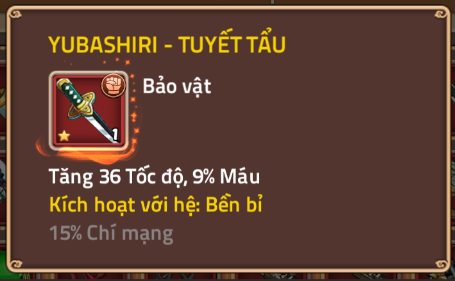 YUBASHIRI - TUYẾT TẨU
Bảo vật
1
Tăng 36 Tốc độ, 9% Máu
Kích hoạt với hệ: Bền bỉ
15% Chí mạng